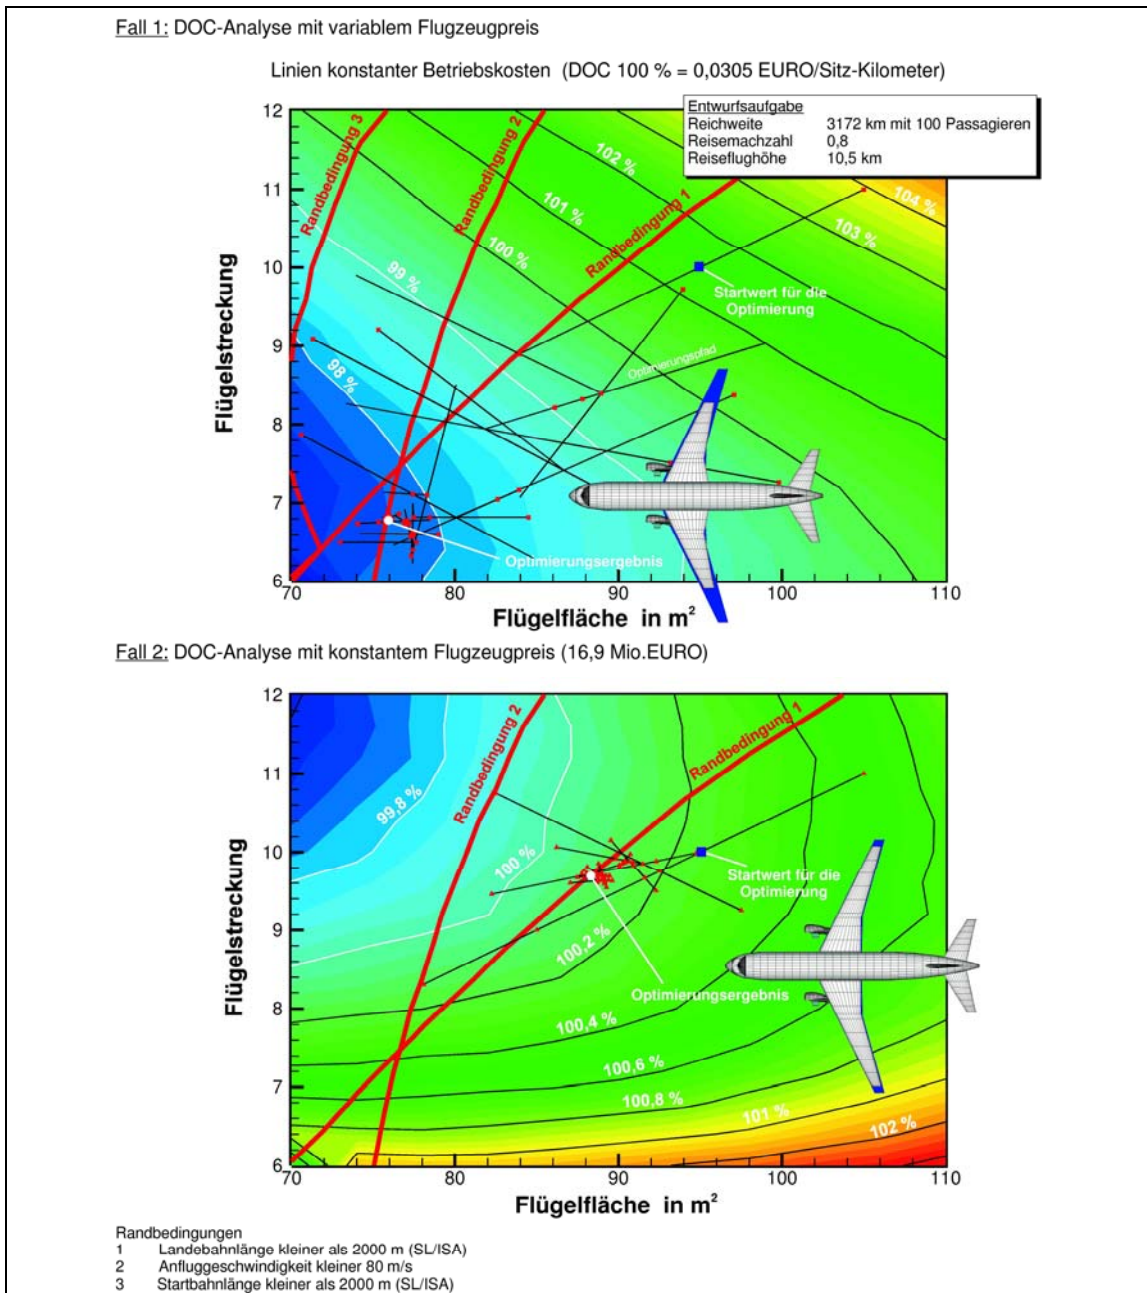 Fall 1: DOC-Analyse mit variablem Flugzeugpreis
Linien konstanter Betriebskosten (DOC 100 % = 0,0305 EURO/Sitz-Kilometer)
Entwurfsaufgabe
Reichweite 3172 km mit 100 Passagieren
Reisemachzahl 0,8
Reiseflughöhe 10,5 km
Flügelstreckung
12
11
10
9
8
7
6
Randbedingung 3
Randbedingung 2
Randbedingung 1
102 %
101 %
100 %
99 %
98 %
104 %
103 %
Startwert für die
Optimierung
Optimierungspfad
Optimierungsergebnis
70
80
90
100
110
Flügelfläche in m²
Fall 2: DOC-Analyse mit konstantem Flugzeugpreis (16,9 Mio.EURO)
Flügelstreckung
12
11
10
9
8
7
6
Randbedingung 2
Randbedingung 1
99,8 %
100 %
Startwert für die
Optimierung
100,2 %
Optimierungsergebnis
100,4 %
100,6 %
100,8 %
101 %
102 %
70
80
90
100
110
Flügelfläche in m²
Randbedingungen
1 Landebahnlänge kleiner als 2000 m (SL/ISA)
2 Anfluggeschwindigkeit kleiner 80 m/s
3 Startbahnlänge kleiner als 2000 m (SL/ISA)